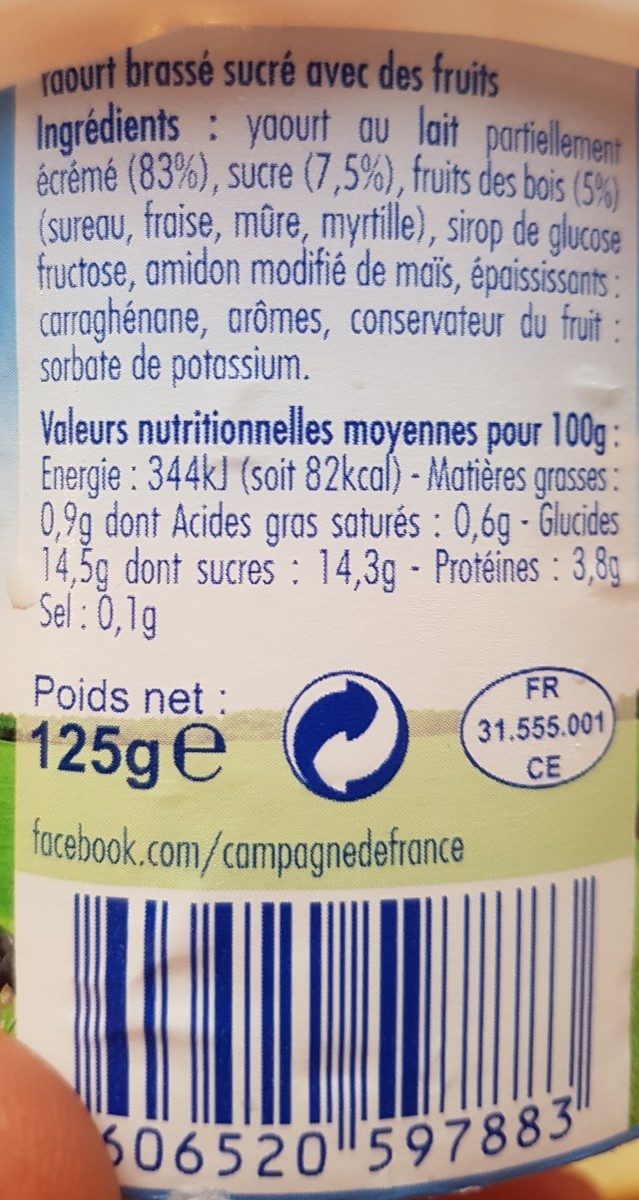 Yaourt brassé sucré avec des fruits
Ingrédients : yaourt au lait partiellement
écrémé (83%), sucre (7,5%), fruits des bois (5%)
(sureau, fraise, mûre, myrtille), sirop de glucose
fructose, amidon modifié de maïs, épaississants :
carraghénane, arômes, conservateur du fruit :
sorbate de potassium.
Valeurs nutritionnelles moyennes pour 100g :
Energie : 344kJ (soit 82kcal) - Matières grasses :
0,9g dont Acides gras saturés : 0,6g - Glucides
14,5g dont sucres : 14,3g - Protéines : 3,8g
Sel : 0,1g
Poids net :
125g e
FR
31.555.001
CE
facebook.com/campagnedefrance
606520 597883